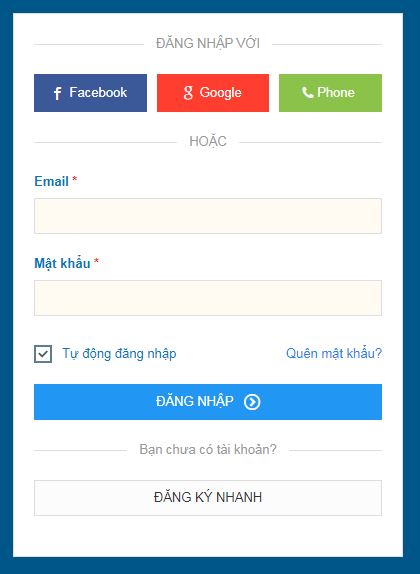 ĐĂNG NHẬP VỚI
Facebook Google Phone
HOẶC
Email *
Mật khẩu *
Tự động đăng nhập Quên mật khẩu?
ĐĂNG NHẬP
Bạn chưa có tài khoản?
ĐĂNG KÝ NHANH